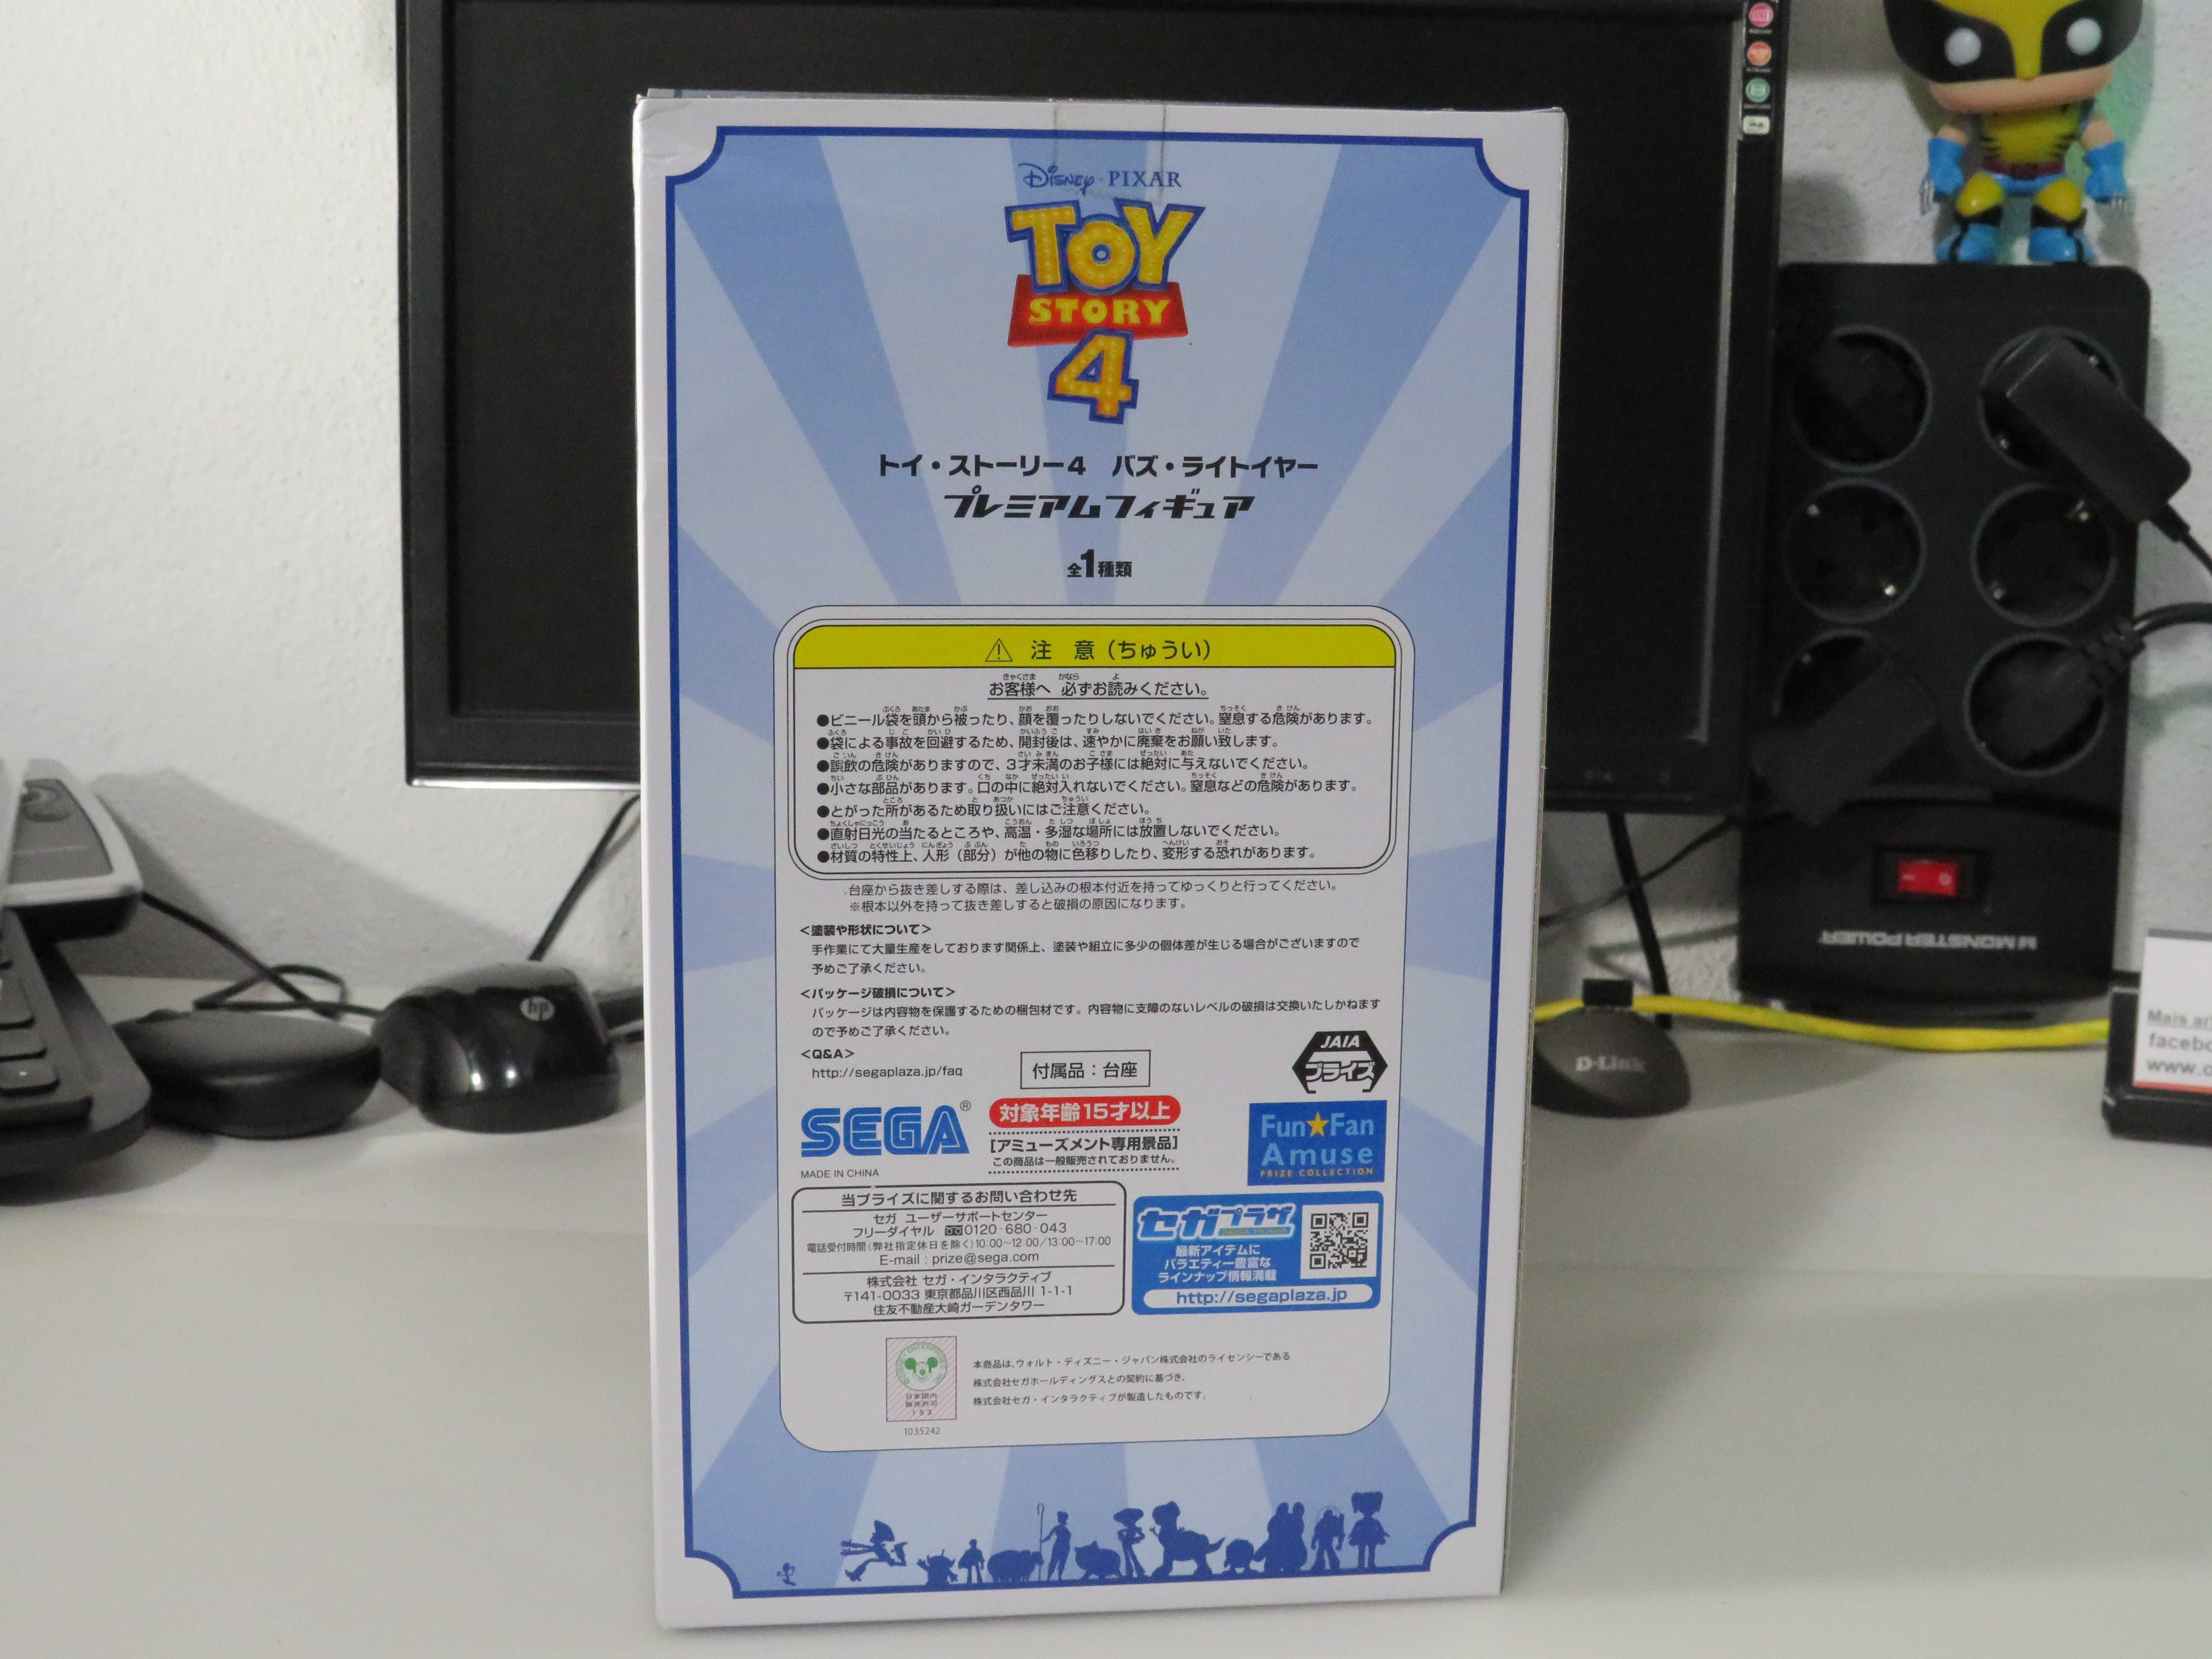 Disney · PIXAR
TOY
STORY
4
トイ・ストーリー4 バズ・ライトイヤー
プレミアムフィギュア
全1種類
⚠ 注 意（ちゅうい）
お客様へ 必ずお読みください。
●ビニール袋を頭から被ったり、顔を覆ったりしないでください。窒息する危険があります。
●袋による事故を回避するため、開封後は、速やかに廃棄をお願い致します。
●誤飲の危険がありますので、3才未満のお子様には絶対に与えないでください。
●小さな部品があります。口の中に絶対入れないでください。窒息などの危険があります。
●とがった所があるため取り扱いにはご注意ください。
●直射日光の当たるところや、高温・多湿な場所には放置しないでください。
●材質の特性上、人形（部分）が他の物に色移りしたり、変形する恐れがあります。
台座から抜き差しする際は、差し込みの根本付近を持ってゆっくりと行ってください。
※根本以外を持って抜き差しすると破損の原因になります。
＜塗装や形状について＞
手作業にて大量生産をしております関係上、塗装や組立に多少の個体差が生じる場合がございますので
予めご了承ください。
＜パッケージ破損について＞
パッケージは内容物を保護するための梱包材です。内容物に支障のないレベルの破損は交換いたしかねます
ので予めご了承ください。
＜Q&A＞
http://segaplaza.jp/faq
付属品：台座
JAIA
プライズ
SEGA®
MADE IN CHINA
対象年齢15才以上
[アミューズメント専用景品]
この商品は一般販売されておりません。
Fun★Fan
Amuse
PRIZE COLLECTION
当プライズに関するお問い合わせ先
セガ ユーザーサポートセンター
フリーダイヤル 0120-680-043
電話受付時間(弊社指定休日を除く)10:00~12:00/13:00~17:00
E-mail : prize@sega.com
株式会社 セガ・インタラクティブ
〒141-0033 東京都品川区西品川 1-1-1
住友不動産大崎ガーデンタワー
セガプラザ
最新アイテムに
バラエティー豊富な
ラインナップ情報満載
http://segaplaza.jp
日本国内
販売許可
153
1035242
本商品は、ウォルト・ディズニー・ジャパン株式会社のライセンシーである
株式会社セガホールディングスとの契約に基づき、
株式会社セガ・インタラクティブが製造したものです。
hp
D-Link
MONSTER POWER
Mais ar
facebo
www.o